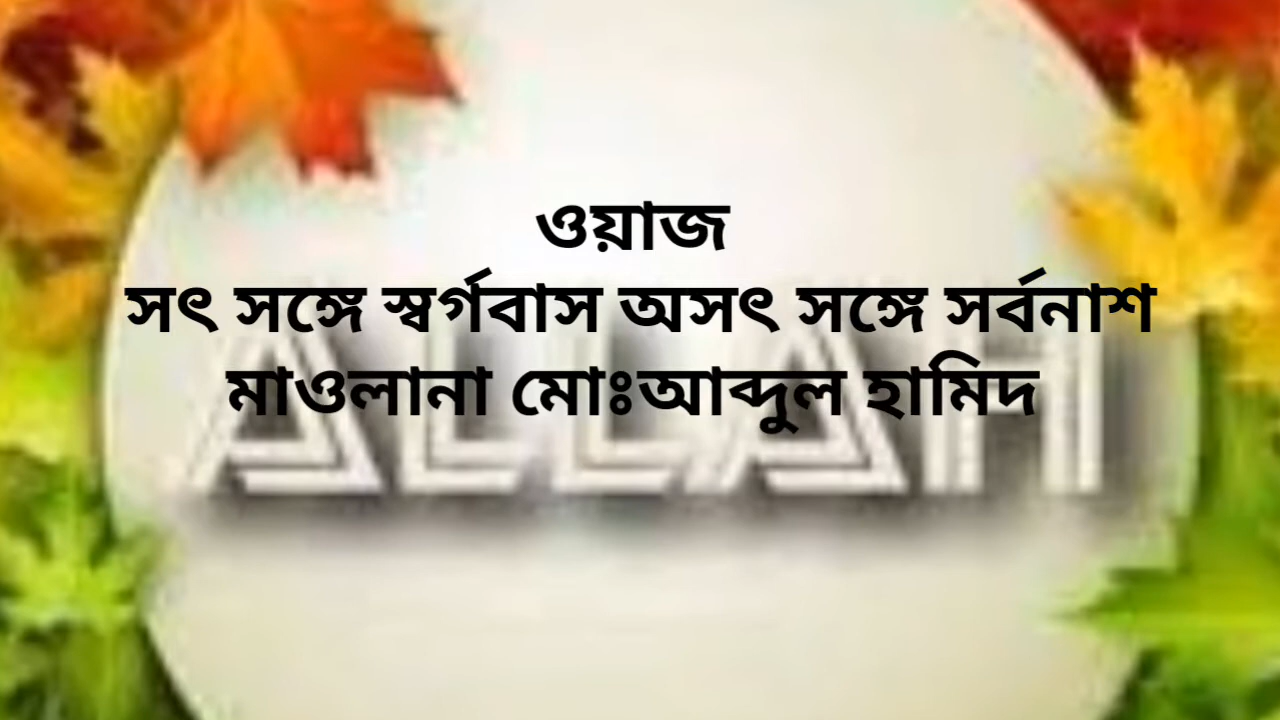 ওয়াজ
সৎ সঙ্গে স্বর্গবাস অসৎ সঙ্গে সর্বনাশ
মাওলানা মোঃআব্দুল হামিদ
ALLAH